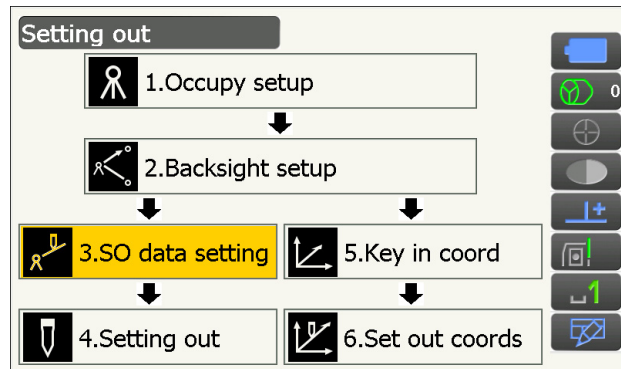 Setting out
1.Occupy setup
0
2.Backsight setup
3.SO data setting
5.Key in coord
1
4.Setting out
6.Set out coords